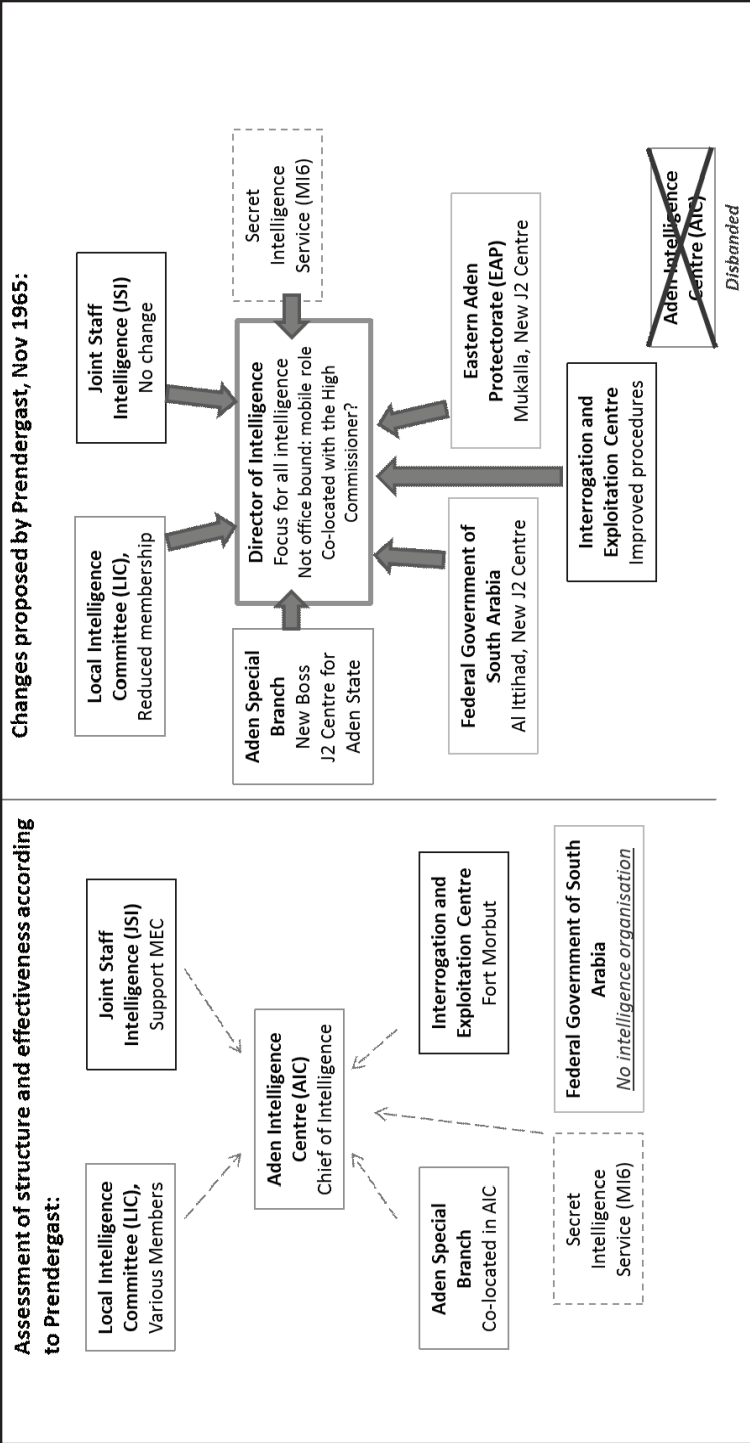 Assessment of structure and effectiveness according
to Prendergast:
Local Intelligence
Committee (LIC),
Various Members
Joint Staff
Intelligence (JSI)
Support MEC
Aden Intelligence
Centre (AIC)
Chief of Intelligence
Aden Special
Branch
Co-located in AIC
Interrogation and
Exploitation Centre
Fort Morbut
Secret
Intelligence
Service (MI6)
Federal Government of South
Arabia
No intelligence organisation
Changes proposed by Prendergast, Nov 1965:
Local Intelligence
Committee (LIC),
Reduced membership
Joint Staff
Intelligence (JSI)
No change
Aden Special
Branch
New Boss
J2 Centre for
Aden State
Director of Intelligence
Focus for all intelligence
Not office bound: mobile role
Co-located with the High
Commissioner?
Secret
Intelligence
Service (MI6)
Federal Government of
South Arabia
Al Ittihad, New J2 Centre
Eastern Aden
Protectorate (EAP)
Mukalla, New J2 Centre
Interrogation and
Exploitation Centre
Improved procedures
Aden Intelligence
Centre (AIC)
Disbanded